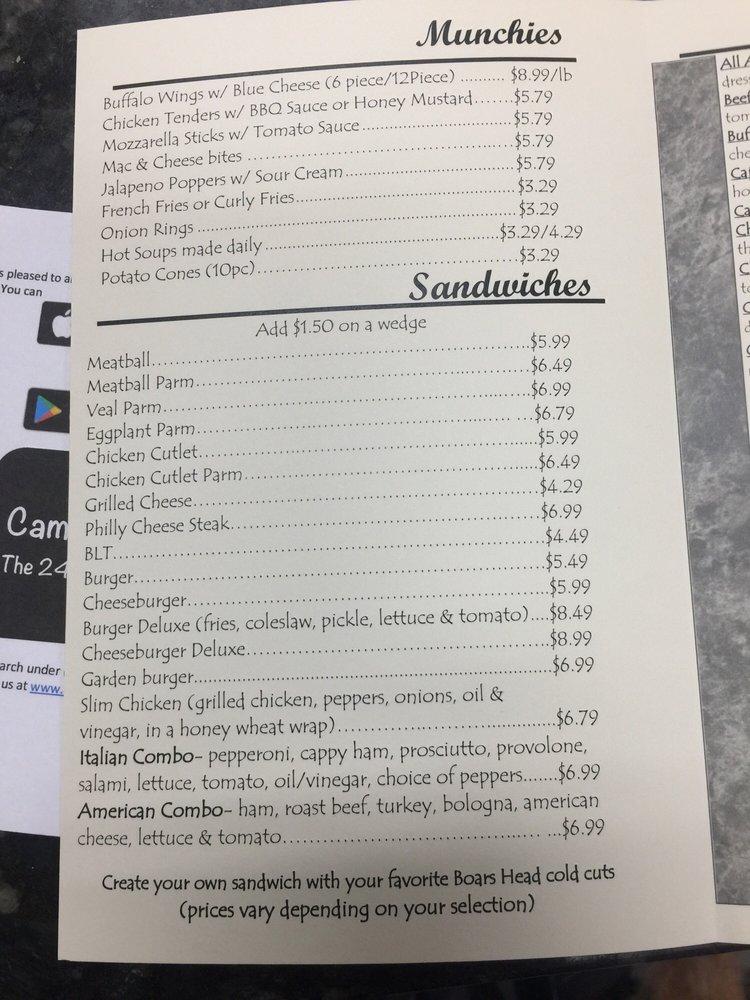 Munchies
Buffalo Wings w/ Blue Cheese (6 piece/12Piece) .......... $8.99/lb
Chicken Tenders w/ BBQ Sauce or Honey Mustard.......$5.79
Mozzarella Sticks w/ Tomato Sauce..............................$5.79
Mac & Cheese bites ....................................................$5.79
Jalapeno Poppers w/ Sour Cream.................................$5.79
French Fries or Curly Fries............................................$3.29
Onion Rings ................................................................$3.29
Hot Soups made daily ..............................................$3.29/4.29
Potato Cones (10pc)....................................................$3.29
Sandwiches
Add $1.50 on a wedge
Meatball.....................................................................$5.99
Meatball Parm.............................................................$6.49
Veal Parm...................................................................$6.99
Eggplant Parm........................................................ ...$6.79
Chicken Cutlet............................................................$5.99
Chicken Cutlet Parm....................................................$6.49
Grilled Cheese.............................................................$4.29
Philly Cheese Steak......................................................$6.99
BLT............................................................................$4.49
Burger........................................................................$5.49
Cheeseburger..............................................................$5.99
Burger Deluxe (fries, coleslaw, pickle, lettuce & tomato)....$8.49
Cheeseburger Deluxe...................................................$8.99
Garden burger.............................................................$6.99
Slim Chicken (grilled chicken, peppers, onions, oil &
vinegar, in a honey wheat wrap).....................................$6.79
Italian Combo- pepperoni, cappy ham, prosciutto, provolone,
salami, lettuce, tomato, oil/vinegar, choice of peppers.......$6.99
American Combo- ham, roast beef, turkey, bologna, american
cheese, lettuce & tomato.......................................... ...$6.99
Create your own sandwich with your favorite Boars Head cold cuts
(prices vary depending on your selection)
pleased to
You can
The 24
under
us at www.
All
Beef